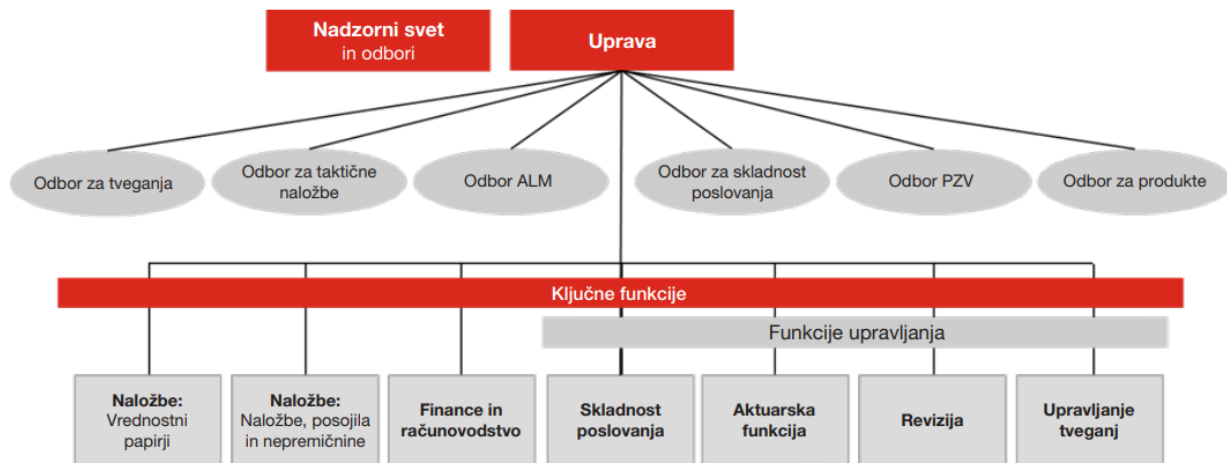 Nadzorni svet
in odbori
Uprava
Odbor za tveganja
Odbor za taktične
naložbe
Odbor ALM
Odbor za skladnost
poslovanja
Odbor PZV
Odbor za produkte
Ključne funkcije
Funkcije upravljanja
Naložbe:
Vrednostni
papirji
Naložbe:
Naložbe, posojila
in nepremičnine
Finance in
računovodstvo
Skladnost
poslovanja
Aktuarska
funkcija
Revizija
Upravljanje
tveganj